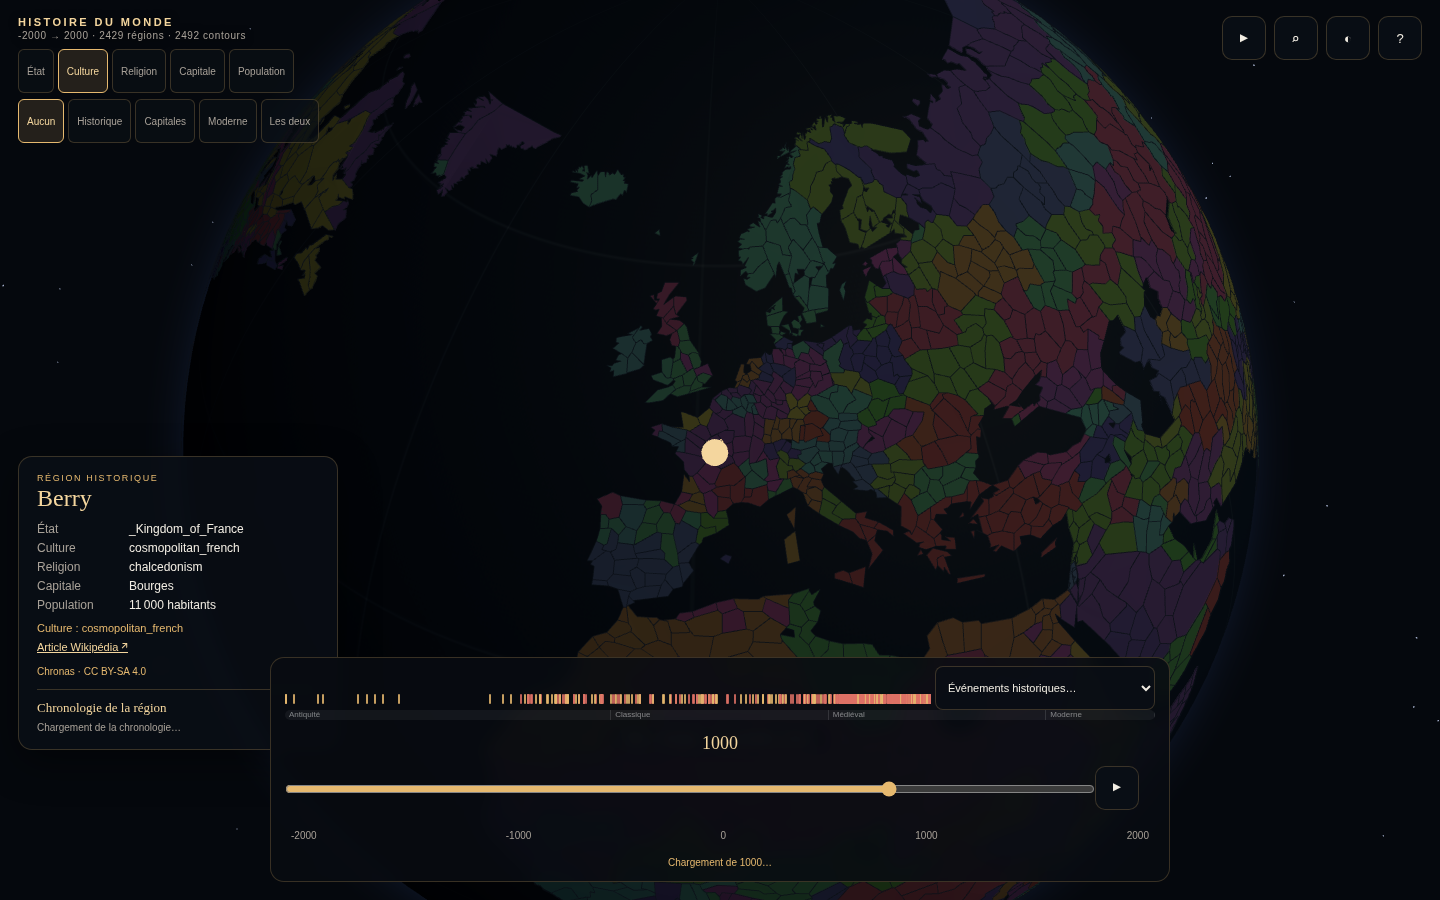 HISTOIRE DU MONDE
-2000 → 2000 · 2429 régions · 2492 contours
État Culture Religion Capitale Population
Aucun Historique Capitales Moderne Les deux
?
RÉGION HISTORIQUE
Berry
État _Kingdom_of_France
Culture cosmopolitan_french
Religion chalcedonism
Capitale Bourges
Population 11 000 habitants
Culture : cosmopolitan_french
Article Wikipédia ↗
Chronas · CC BY-SA 4.0
Chronologie de la région
Chargement de la chronologie…
Événements historiques…
Antiquité Classique Médiéval Moderne
1000
-2000 -1000 0 1000 2000
Chargement de 1000…